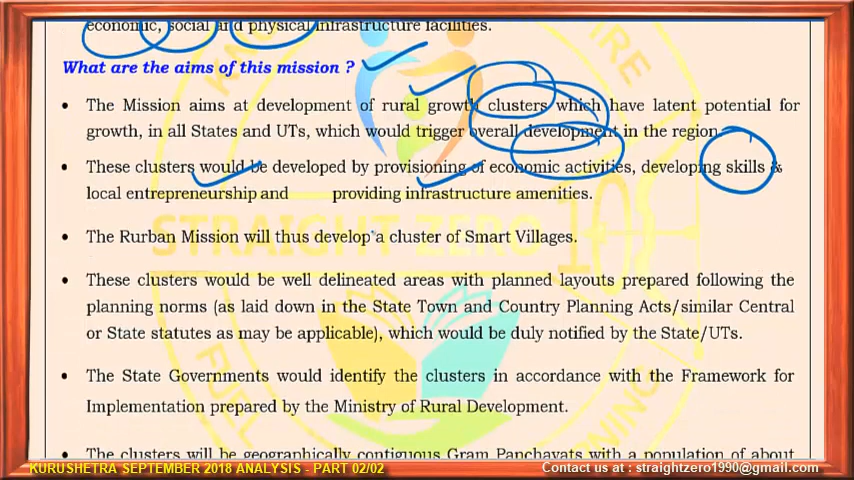 economic, social and physical infrastructure facilities.
What are the aims of this mission ?
• The Mission aims at development of rural growth clusters which have latent potential for
growth, in all States and UTs, which would trigger overall development in the region.
• These clusters would be developed by provisioning of economic activities, developing skills &
local entrepreneurship and providing infrastructure amenities.
STRAIGHT ZERO
• The Rurban Mission will thus develop a cluster of Smart Villages.
• These clusters would be well delineated areas with planned layouts prepared following the
planning norms (as laid down in the State Town and Country Planning Acts/similar Central
or State statutes as may be applicable), which would be duly notified by the State/UTs.
• The State Governments would identify the clusters in accordance with the Framework for
Implementation prepared by the Ministry of Rural Development.
• The clusters will be geographically contiguous Gram Panchayats with a population of about
KURUSHETRA SEPTEMBER 2018 ANALYSIS - PART 02/02
Contact us at : straightzero1990@gmail.com